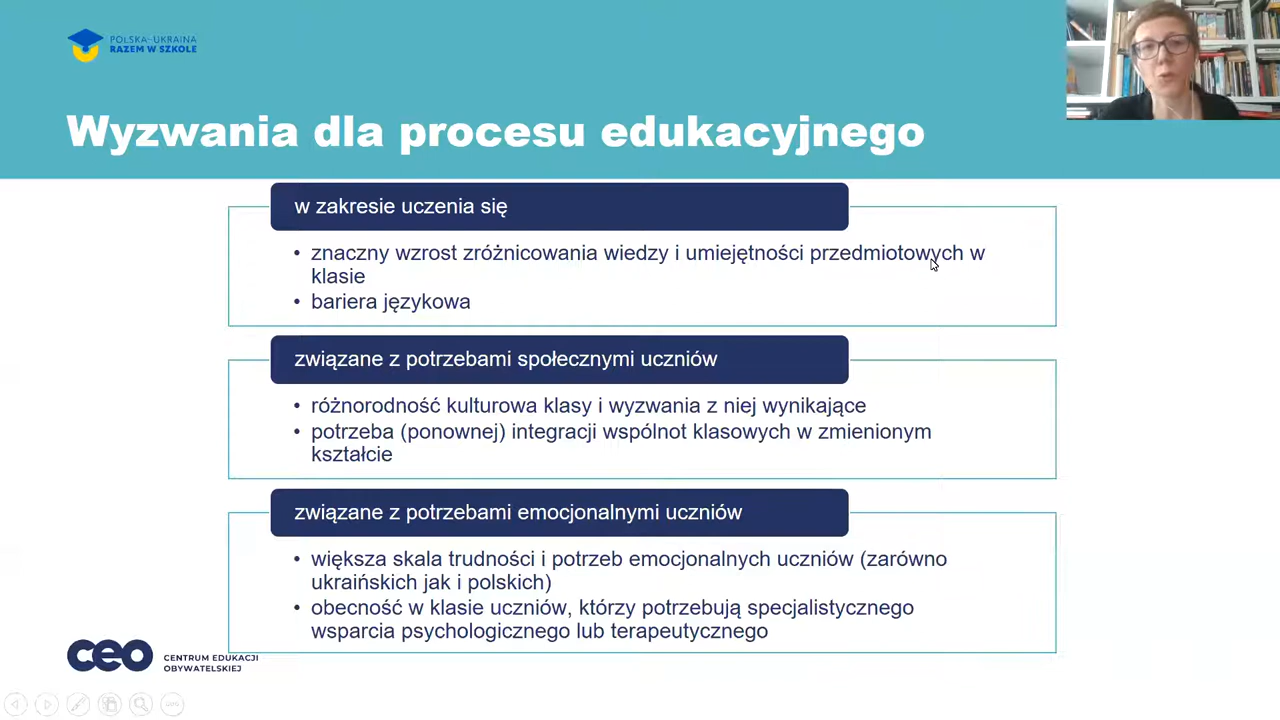 POLSKA-UKRAINA
RAZEM W SZKOLE
Wyzwania dla procesu edukacyjnego
w zakresie uczenia się
• znaczny wzrost zróżnicowania wiedzy i umiejętności przedmiotowych w
klasie
• bariera językowa
związane z potrzebami społecznymi uczniów
• różnorodność kulturowa klasy i wyzwania z niej wynikające
• potrzeba (ponownej) integracji wspólnot klasowych w zmienionym
kształcie
związane z potrzebami emocjonalnymi uczniów
• większa skala trudności i potrzeb emocjonalnych uczniów (zarówno
ukraińskich jak i polskich)
• obecność w klasie uczniów, którzy potrzebują specjalistycznego
wsparcia psychologicznego lub terapeutycznego
ceo
CENTRUM EDUKACJI
OBYWATELSKIEJ